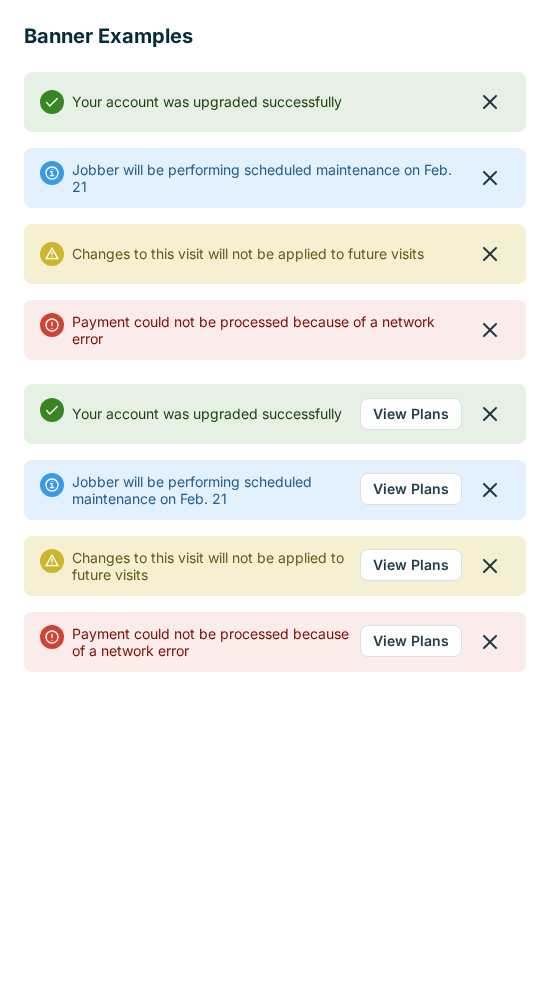 Banner Examples
Your account was upgraded successfully
Jobber will be performing scheduled maintenance on Feb.
21
Changes to this visit will not be applied to future visits
Payment could not be processed because of a network
error
Your account was upgraded successfully
View Plans
Jobber will be performing scheduled
maintenance on Feb. 21
View Plans
Changes to this visit will not be applied to
future visits
View Plans
Payment could not be processed because
of a network error
View Plans